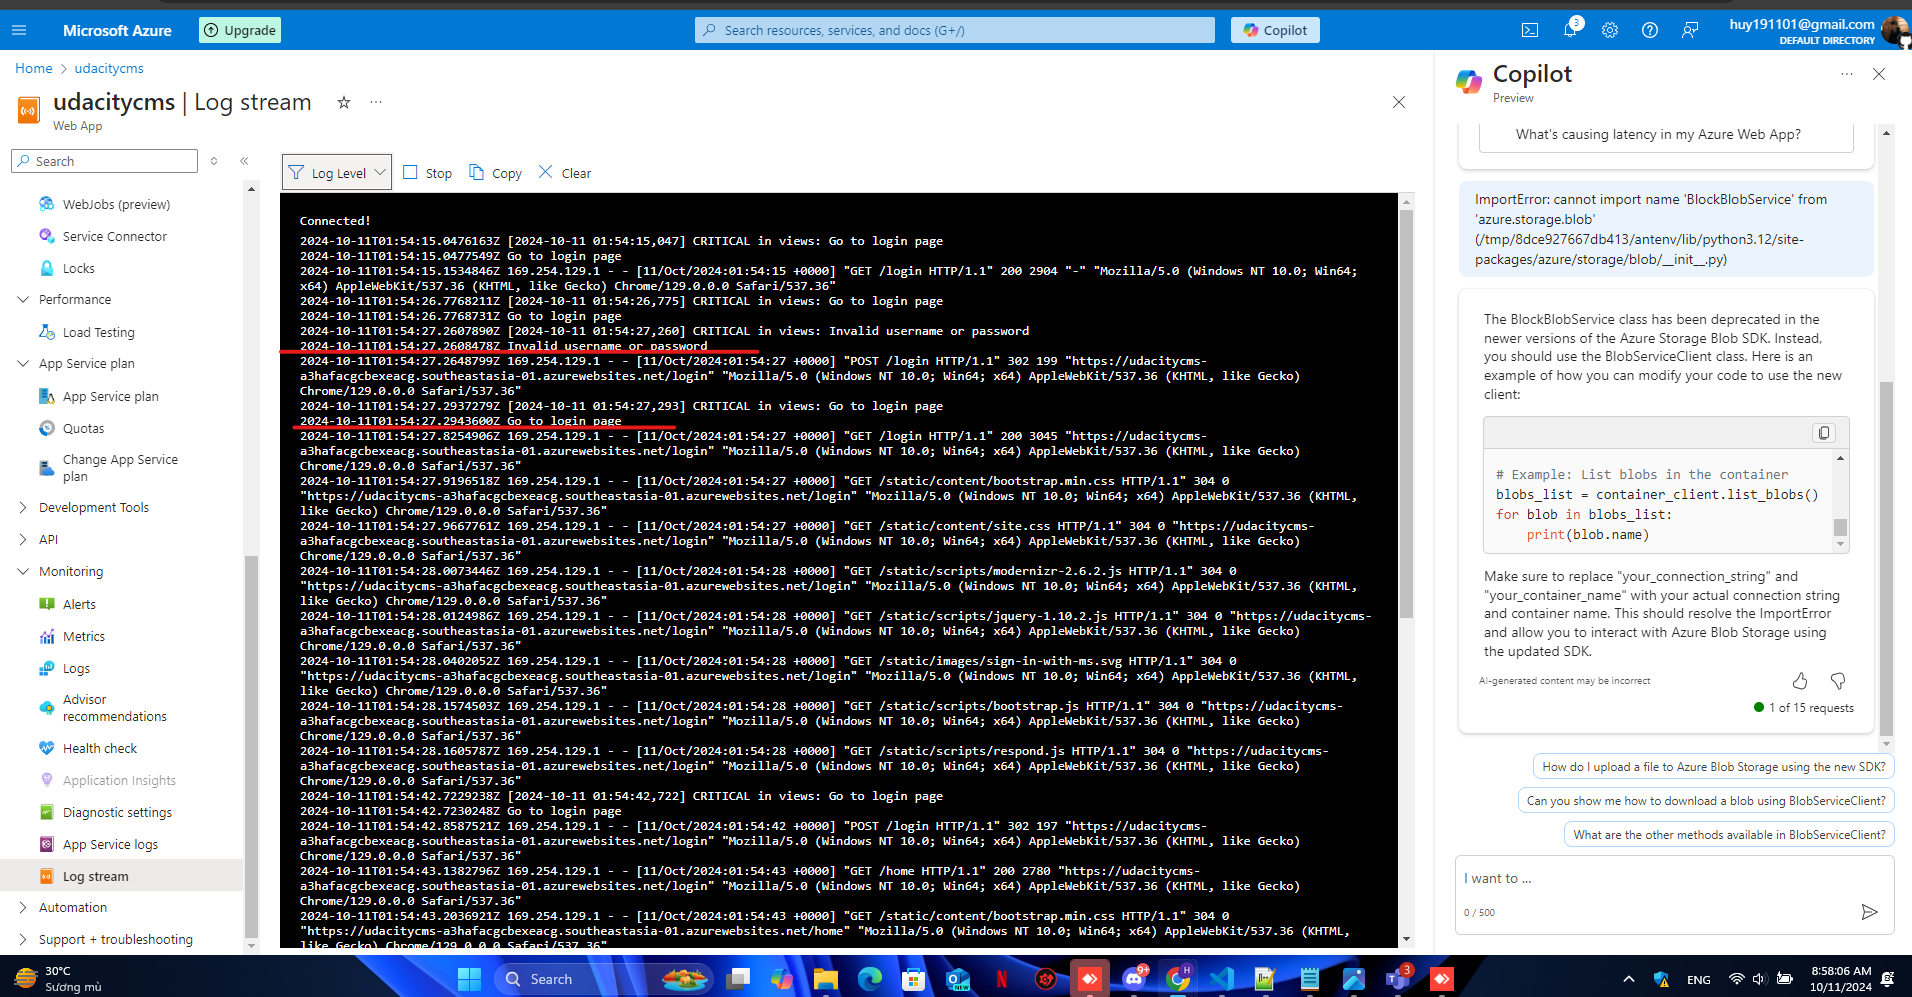 Microsoft Azure
Upgrade
Search resources, services, and docs (G+/)
Copilot
3
huy191101@gmail.com
DEFAULT DIRECTORY
Home > udacitycms
udacitycms | Log stream
Web App
Search
WebJobs (preview)
Service Connector
Locks
Performance
Load Testing
App Service plan
App Service plan
Quotas
Change App Service
plan
Development Tools
API
Monitoring
Alerts
Metrics
Logs
Advisor
recommendations
Health check
Application Insights
Diagnostic settings
App Service logs
Log stream
Automation
Support + troubleshooting
Log Level
Stop
Copy
Clear
Connected!
2024-10-11T01:54:15.0476163Z [2024-10-11 01:54:15,047] CRITICAL in views: Go to login page
2024-10-11T01:54:15.0477549Z Go to login page
2024-10-11T01:54:15.1534846Z 169.254.129.1 - - [11/Oct/2024:01:54:15 +0000] "GET /login HTTP/1.1" 200 2904 "-" "Mozilla/5.0 (Windows NT 10.0; Win64;
x64) AppleWebKit/537.36 (KHTML, like Gecko) Chrome/129.0.0.0 Safari/537.36"
2024-10-11T01:54:26.7768211Z [2024-10-11 01:54:26,775] CRITICAL in views: Go to login page
2024-10-11T01:54:26.7768731Z Go to login page
2024-10-11T01:54:27.2607890Z [2024-10-11 01:54:27,260] CRITICAL in views: Invalid username or password
2024-10-11T01:54:27.2608478Z Invalid username or password
2024-10-11T01:54:27.2648799Z 169.254.129.1 - - [11/Oct/2024:01:54:27 +0000] "POST /login HTTP/1.1" 302 199 "https://udacitycms-
a3hafacgcbexeacg.southeastasia-01.azurewebsites.net/login" "Mozilla/5.0 (Windows NT 10.0; Win64; x64) AppleWebKit/537.36 (KHTML, like Gecko)
Chrome/129.0.0.0 Safari/537.36"
2024-10-11T01:54:27.2937279Z [2024-10-11 01:54:27,293] CRITICAL in views: Go to login page
2024-10-11T01:54:27.2943600Z Go to login page
2024-10-11T01:54:27.8254906Z 169.254.129.1 - - [11/Oct/2024:01:54:27 +0000] "GET /login HTTP/1.1" 200 3045 "https://udacitycms-
a3hafacgcbexeacg.southeastasia-01.azurewebsites.net/login" "Mozilla/5.0 (Windows NT 10.0; Win64; x64) AppleWebKit/537.36 (KHTML, like Gecko)
Chrome/129.0.0.0 Safari/537.36"
2024-10-11T01:54:27.9196518Z 169.254.129.1 - - [11/Oct/2024:01:54:27 +0000] "GET /static/content/bootstrap.min.css HTTP/1.1" 304 0
"https://udacitycms-a3hafacgcbexeacg.southeastasia-01.azurewebsites.net/login" "Mozilla/5.0 (Windows NT 10.0; Win64; x64) AppleWebKit/537.36 (KHTML,
like Gecko) Chrome/129.0.0.0 Safari/537.36"
2024-10-11T01:54:27.9667761Z 169.254.129.1 - - [11/Oct/2024:01:54:27 +0000] "GET /static/content/site.css HTTP/1.1" 304 0 "https://udacitycms-
a3hafacgcbexeacg.southeastasia-01.azurewebsites.net/login" "Mozilla/5.0 (Windows NT 10.0; Win64; x64) AppleWebKit/537.36 (KHTML, like Gecko)
Chrome/129.0.0.0 Safari/537.36"
2024-10-11T01:54:28.0073446Z 169.254.129.1 - - [11/Oct/2024:01:54:28 +0000] "GET /static/scripts/modernizr-2.6.2.js HTTP/1.1" 304 0
"https://udacitycms-a3hafacgcbexeacg.southeastasia-01.azurewebsites.net/login" "Mozilla/5.0 (Windows NT 10.0; Win64; x64) AppleWebKit/537.36 (KHTML,
like Gecko) Chrome/129.0.0.0 Safari/537.36"
2024-10-11T01:54:28.0124986Z 169.254.129.1 - - [11/Oct/2024:01:54:28 +0000] "GET /static/scripts/jquery-1.10.2.js HTTP/1.1" 304 0 "https://udacitycms-
a3hafacgcbexeacg.southeastasia-01.azurewebsites.net/login" "Mozilla/5.0 (Windows NT 10.0; Win64; x64) AppleWebKit/537.36 (KHTML, like Gecko)
Chrome/129.0.0.0 Safari/537.36"
2024-10-11T01:54:28.0402052Z 169.254.129.1 - - [11/Oct/2024:01:54:28 +0000] "GET /static/images/sign-in-with-ms.svg HTTP/1.1" 304 0
"https://udacitycms-a3hafacgcbexeacg.southeastasia-01.azurewebsites.net/login" "Mozilla/5.0 (Windows NT 10.0; Win64; x64) AppleWebKit/537.36 (KHTML,
like Gecko) Chrome/129.0.0.0 Safari/537.36"
2024-10-11T01:54:28.1574503Z 169.254.129.1 - - [11/Oct/2024:01:54:28 +0000] "GET /static/scripts/bootstrap.js HTTP/1.1" 304 0 "https://udacitycms-
a3hafacgcbexeacg.southeastasia-01.azurewebsites.net/login" "Mozilla/5.0 (Windows NT 10.0; Win64; x64) AppleWebKit/537.36 (KHTML, like Gecko)
Chrome/129.0.0.0 Safari/537.36"
2024-10-11T01:54:28.1605787Z 169.254.129.1 - - [11/Oct/2024:01:54:28 +0000] "GET /static/scripts/respond.js HTTP/1.1" 304 0 "https://udacitycms-
a3hafacgcbexeacg.southeastasia-01.azurewebsites.net/login" "Mozilla/5.0 (Windows NT 10.0; Win64; x64) AppleWebKit/537.36 (KHTML, like Gecko)
Chrome/129.0.0.0 Safari/537.36"
2024-10-11T01:54:42.7229238Z [2024-10-11 01:54:42,722] CRITICAL in views: Go to login page
2024-10-11T01:54:42.7230248Z Go to login page
2024-10-11T01:54:42.8587521Z 169.254.129.1 - - [11/Oct/2024:01:54:42 +0000] "POST /login HTTP/1.1" 302 197 "https://udacitycms-
a3hafacgcbexeacg.southeastasia-01.azurewebsites.net/login" "Mozilla/5.0 (Windows NT 10.0; Win64; x64) AppleWebKit/537.36 (KHTML, like Gecko)
Chrome/129.0.0.0 Safari/537.36"
2024-10-11T01:54:43.1382796Z 169.254.129.1 - - [11/Oct/2024:01:54:43 +0000] "GET /home HTTP/1.1" 200 2780 "https://udacitycms-
a3hafacgcbexeacg.southeastasia-01.azurewebsites.net/login" "Mozilla/5.0 (Windows NT 10.0; Win64; x64) AppleWebKit/537.36 (KHTML, like Gecko)
Chrome/129.0.0.0 Safari/537.36"
2024-10-11T01:54:43.2036921Z 169.254.129.1 - - [11/Oct/2024:01:54:43 +0000] "GET /static/content/bootstrap.min.css HTTP/1.1" 304 0
"https://udacitycms-a3hafacgcbexeacg.southeastasia-01.azurewebsites.net/home" "Mozilla/5.0 (Windows NT 10.0; Win64; x64) AppleWebKit/537.36 (KHTML,
like Gecko) Chrome/129.0.0.0 Safari/537.36"
Copilot
Preview
What's causing latency in my Azure Web App?
ImportError: cannot import name 'BlockBlobService' from
'azure.storage.blob'
(/tmp/8dce927667db413/antenv/lib/python3.12/site-
packages/azure/storage/blob/__init__.py)
The BlockBlobService class has been deprecated in the
newer versions of the Azure Storage Blob SDK. Instead,
you should use the BlobServiceClient class. Here is an
example of how you can modify your code to use the new
client:
# Example: List blobs in the container
blobs_list = container_client.list_blobs()
for blob in blobs_list:
print(blob.name)
Make sure to replace "your_connection_string" and
"your_container_name" with your actual connection string
and container name. This should resolve the ImportError
and allow you to interact with Azure Blob Storage using
the updated SDK.
AI-generated content may be incorrect
1 of 15 requests
How do I upload a file to Azure Blob Storage using the new SDK?
Can you show me how to download a blob using BlobServiceClient?
What are the other methods available in BlobServiceClient?
I want to ...
0 / 500
30°C
Sương mù
Search
NEW
9+
H
3
ENG
8:58:06 AM
10/11/2024